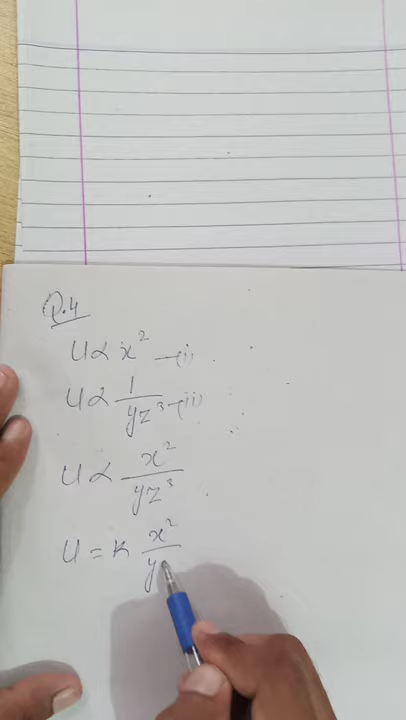 Q.4
U ∝ x² —(i)
U ∝ 1/yz³ —(ii)
U ∝ x²/yz³
U = K x²/y